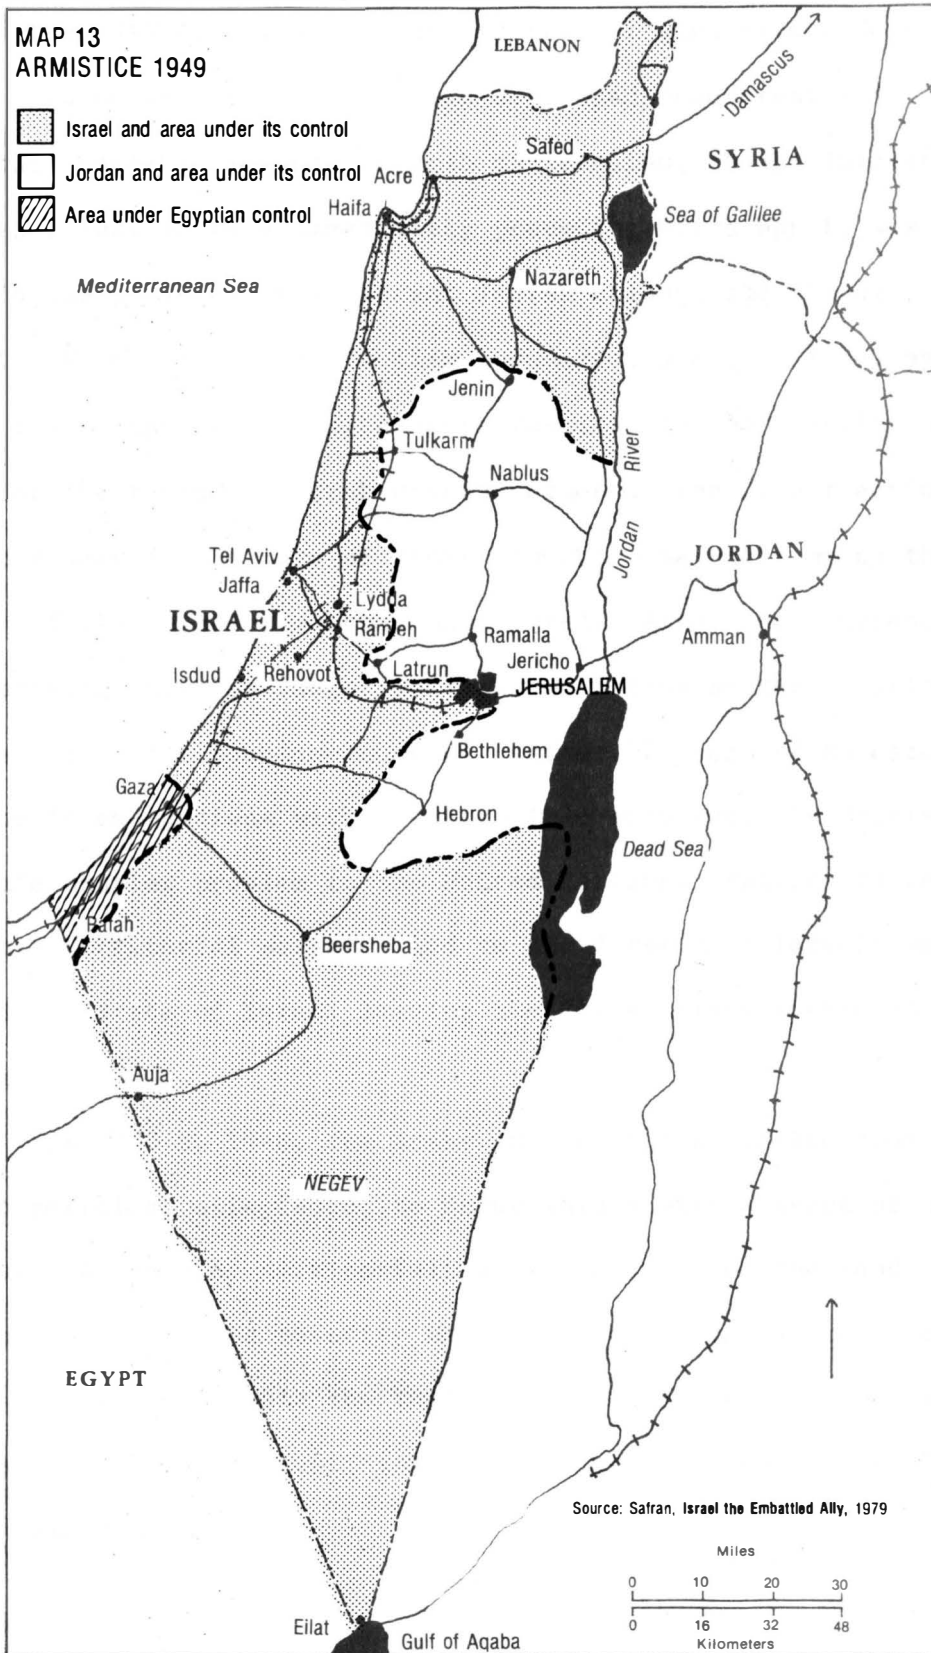 MAP 13
ARMISTICE 1949
Israel and area under its control
Jordan and area under its control
Area under Egyptian control
LEBANON
Damascus
Safed
SYRIA
Acre
Haifa
Sea of Galilee
Mediterranean Sea
Nazareth
Jenin
Tulkarm
Nablus
River
Jordan
Tel Aviv
Jaffa
JORDAN
Lydda
ISRAEL
Ramleh
Ramalla
Amman
Isdud
Rehovot
Latrun
Jericho
JERUSALEM
Bethlehem
Gaza
Hebron
Dead Sea
Rafah
Beersheba
Auja
NEGEV
EGYPT
Source: Safran, Israel the Embattled Ally, 1979
Miles
0 10 20 30
0 16 32 48
Kilometers
Eilat
Gulf of Aqaba